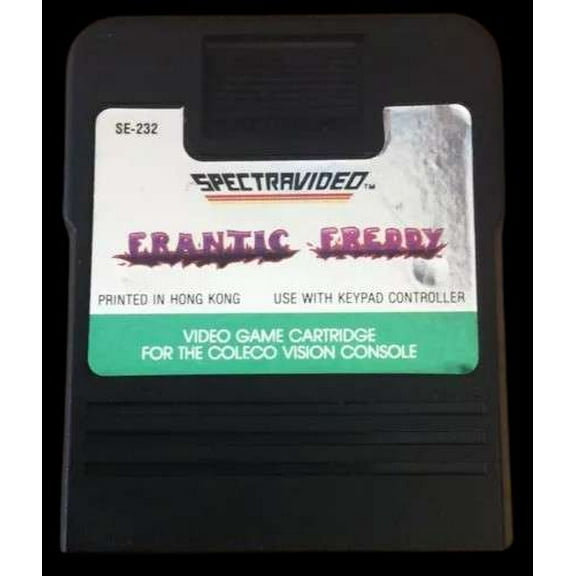 SE-232
SPECTRAVIDEO™
FRANTIC FREDDY
PRINTED IN HONG KONG USE WITH KEYPAD CONTROLLER
VIDEO GAME CARTRIDGE
FOR THE COLECO VISION CONSOLE